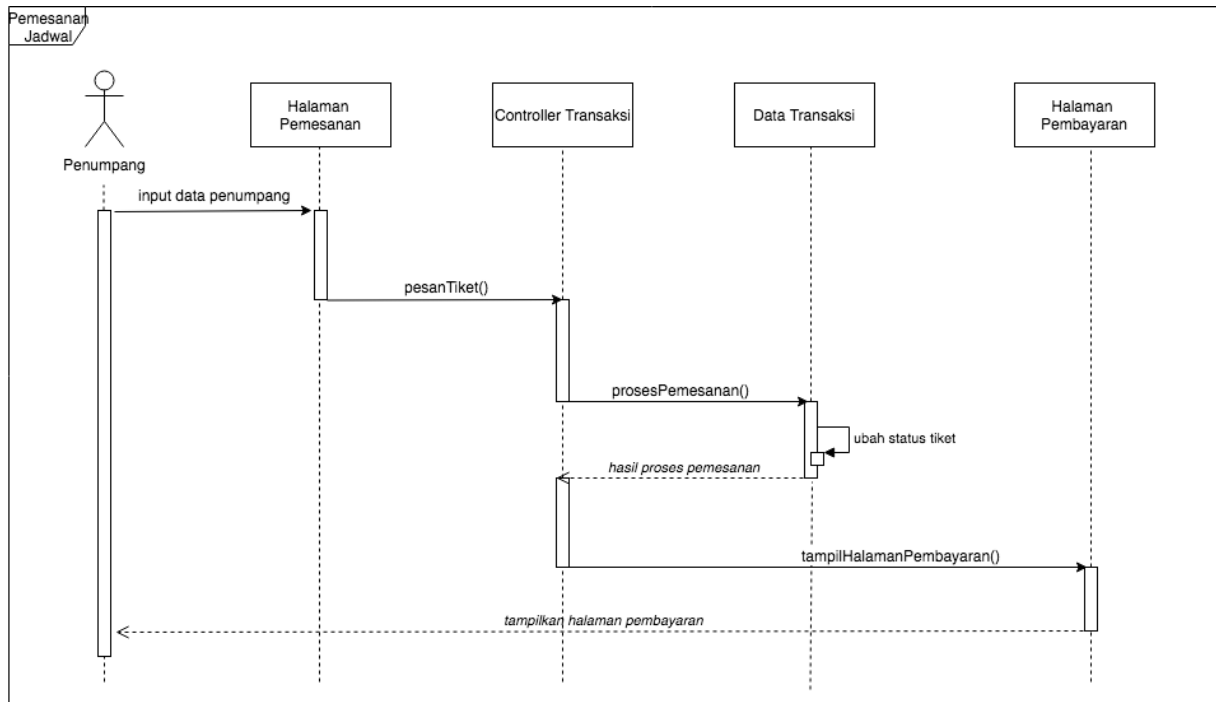 Pemesanan
Jadwal
Halaman
Pemesanan
Controller Transaksi
Data Transaksi
Halaman
Pembayaran
Penumpang
input data penumpang
pesanTiket()
prosesPemesanan()
ubah status tiket
hasil proses pemesanan
tampilHalamanPembayaran()
tampilkan halaman pembayaran